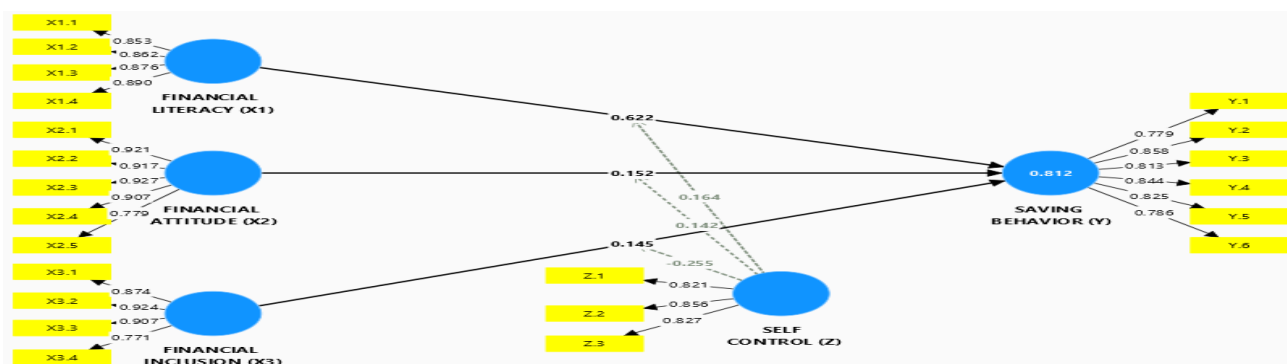 X1.1
0.853
X1.2
0.862
X1.3
0.876
X1.4
0.890
FINANCIAL
LITERACY (X1)
X2.1
0.921
X2.2
0.917
X2.3
0.927
X2.4
0.907
X2.5
0.779
FINANCIAL
ATTITUDE (X2)
X3.1
0.874
X3.2
0.924
X3.3
0.907
X3.4
0.771
FINANCIAL
INCLUSION (X3)
0.622
0.152
0.145
0.164
0.142
-0.255
Z.1
0.821
Z.2
0.856
Z.3
0.827
SELF
CONTROL (Z)
0.812
SAVING
BEHAVIOR (Y)
Y.1
0.779
Y.2
0.858
Y.3
0.813
Y.4
0.844
Y.5
0.825
Y.6
0.786